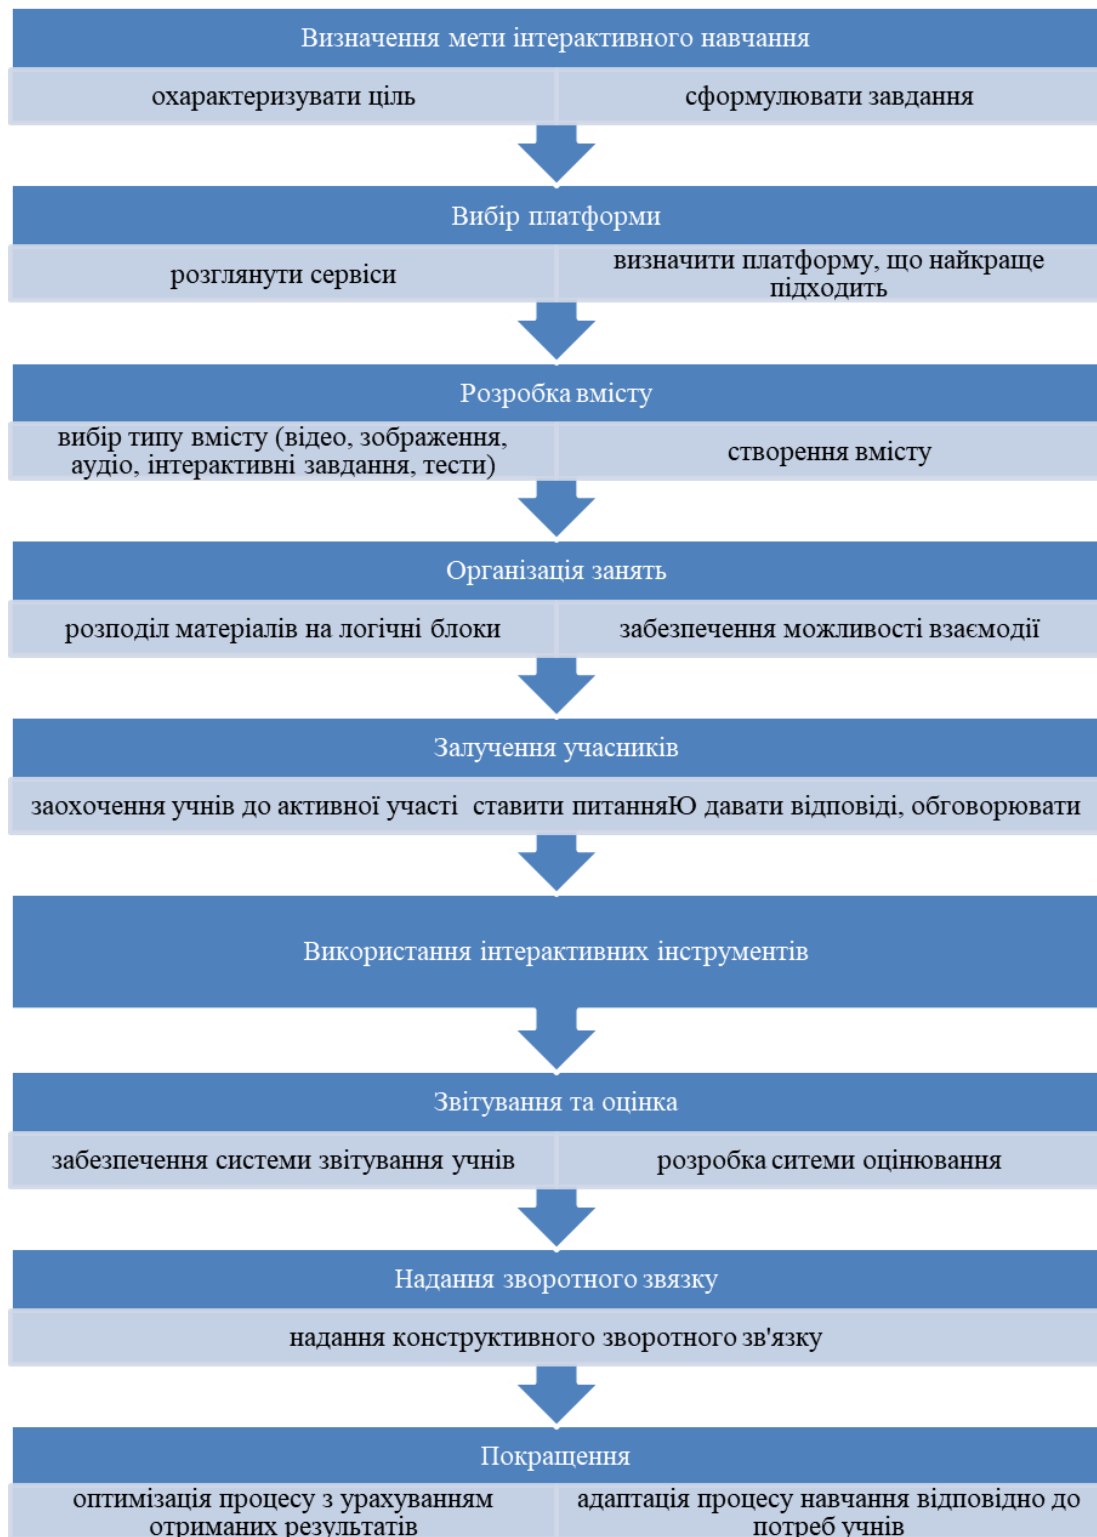 Визначення мети інтерактивного навчання
охарактеризувати ціль
сформулювати завдання
Вибір платформи
розглянути сервіси
визначити платформу, що найкраще
підходить
Розробка вмісту
вибір типу вмісту (відео, зображення,
аудіо, інтерактивні завдання, тести)
створення вмісту
Організація занять
розподіл матеріалів на логічні блоки
забезпечення можливості взаємодії
Залучення учасників
заохочення учнів до активної участі ставити питанняЮ давати відповіді, обговорювати
Використання інтерактивних інструментів
Звітування та оцінка
забезпечення системи звітування учнів
розробка ситеми оцінювання
Надання зворотного звязку
надання конструктивного зворотного зв'язку
Покращення
оптимізація процесу з урахуванням
отриманих результатів
адаптація процесу навчання відповідно до
потреб учнів